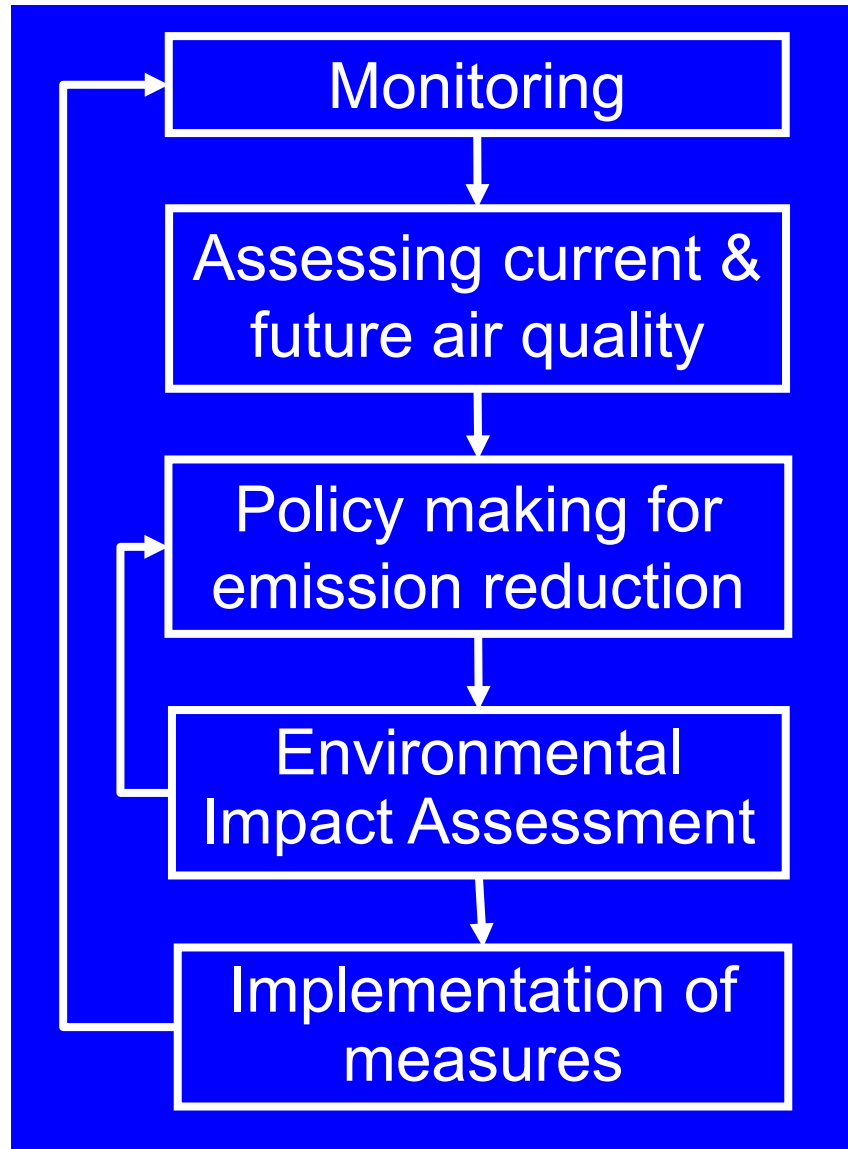 Monitoring
Assessing current &
future air quality
Policy making for
emission reduction
Environmental
Impact Assessment
Implementation of
measures